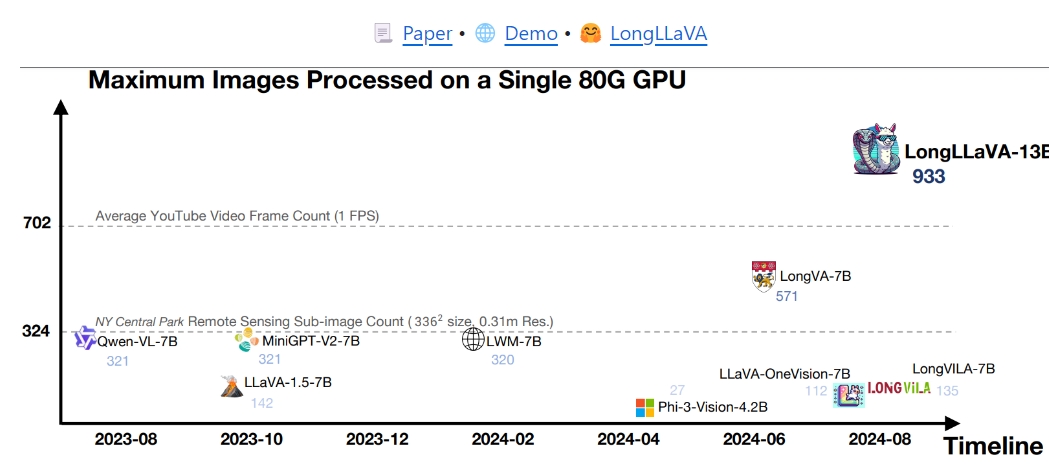 Paper • Demo • LongLLaVA
Maximum Images Processed on a Single 80G GPU
LongLLaVA-13B
933
702
Average YouTube Video Frame Count (1 FPS)
LongVA-7B
571
324
NY Central Park Remote Sensing Sub-image Count (336² size, 0.31m Res.)
Qwen-VL-7B
321
MiniGPT-V2-7B
321
LWM-7B
320
LLaVA-1.5-7B
142
27
Phi-3-Vision-4.2B
LLaVA-OneVision-7B
112
LONGVILA
LongVILA-7B
135
2023-08
2023-10
2023-12
2024-02
2024-04
2024-06
2024-08
Timeline